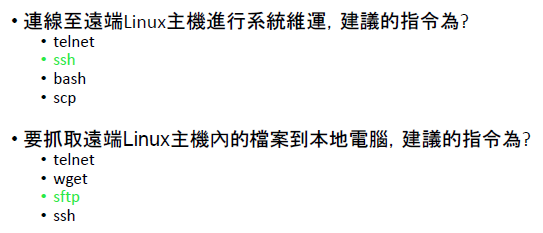 • 連線至遠端Linux主機進行系統維運，建議的指令為?
• telnet
• ssh
• bash
• scp
• 要抓取遠端Linux主機內的檔案到本地電腦，建議的指令為?
• telnet
• wget
• sftp
• ssh